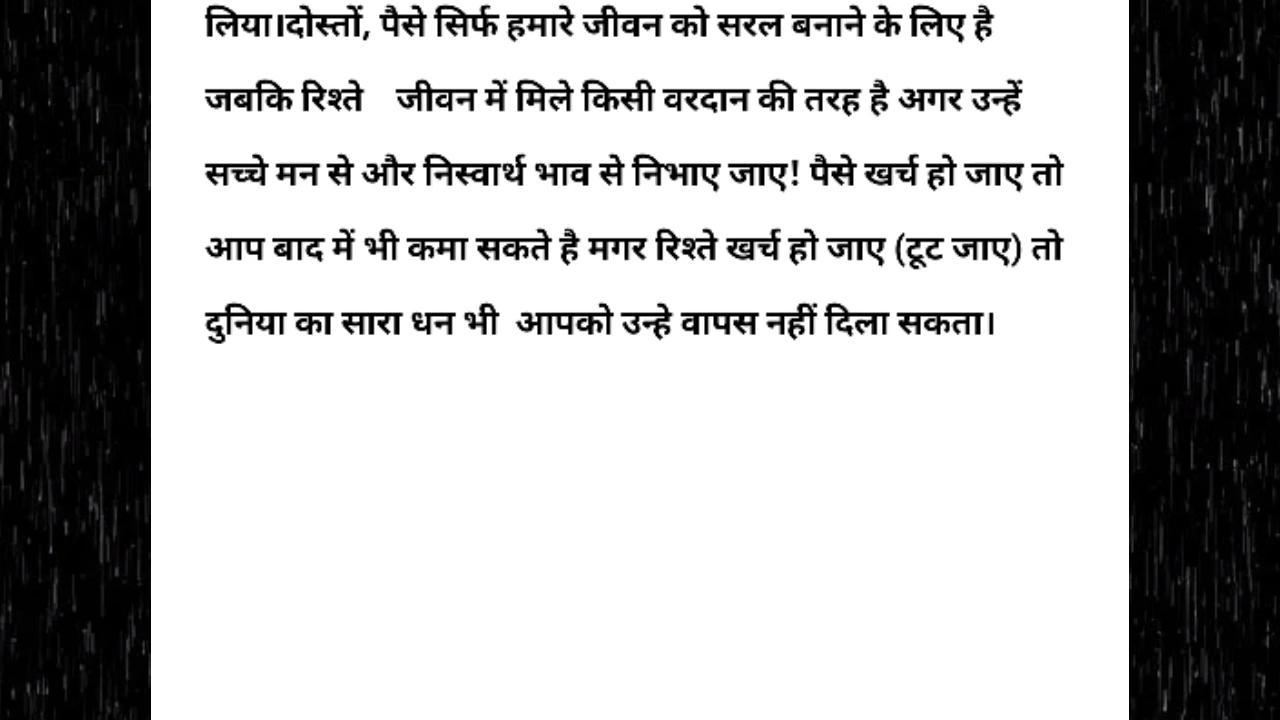 लिया।दोस्तों, पैसे सिर्फ हमारे जीवन को सरल बनाने के लिए है
जबकि रिश्ते जीवन में मिले किसी वरदान की तरह है अगर उन्हें
सच्चे मन से और निस्वार्थ भाव से निभाए जाए! पैसे खर्च हो जाए तो
आप बाद में भी कमा सकते है मगर रिश्ते खर्च हो जाए (टूट जाए) तो
दुनिया का सारा धन भी आपको उन्हे वापस नहीं दिला सकता।